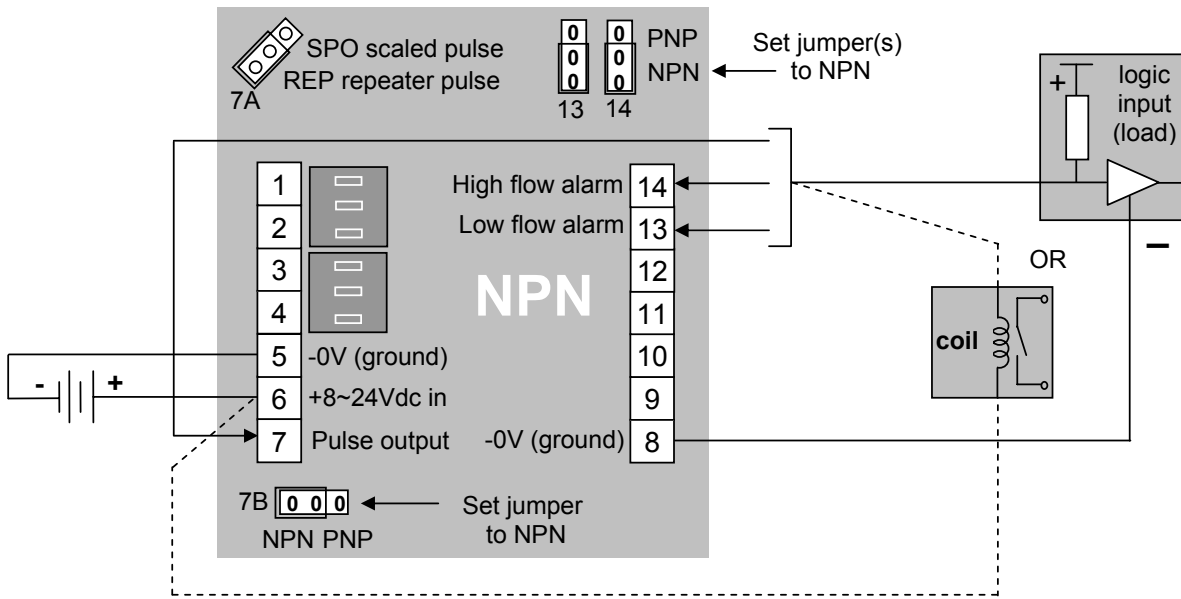 SPO scaled pulse
REP repeater pulse
7A
0 0
0 0
0 0
13 14
PNP
NPN
Set jumper(s)
to NPN
+
logic
input
(load)
1
2
3
4
5
6
7
-0V (ground)
+8~24Vdc in
Pulse output
High flow alarm
Low flow alarm
-0V (ground)
NPN
14
13
12
11
10
9
8
- +
–
OR
coil
7B
0 0 0
NPN PNP
Set jumper
to NPN